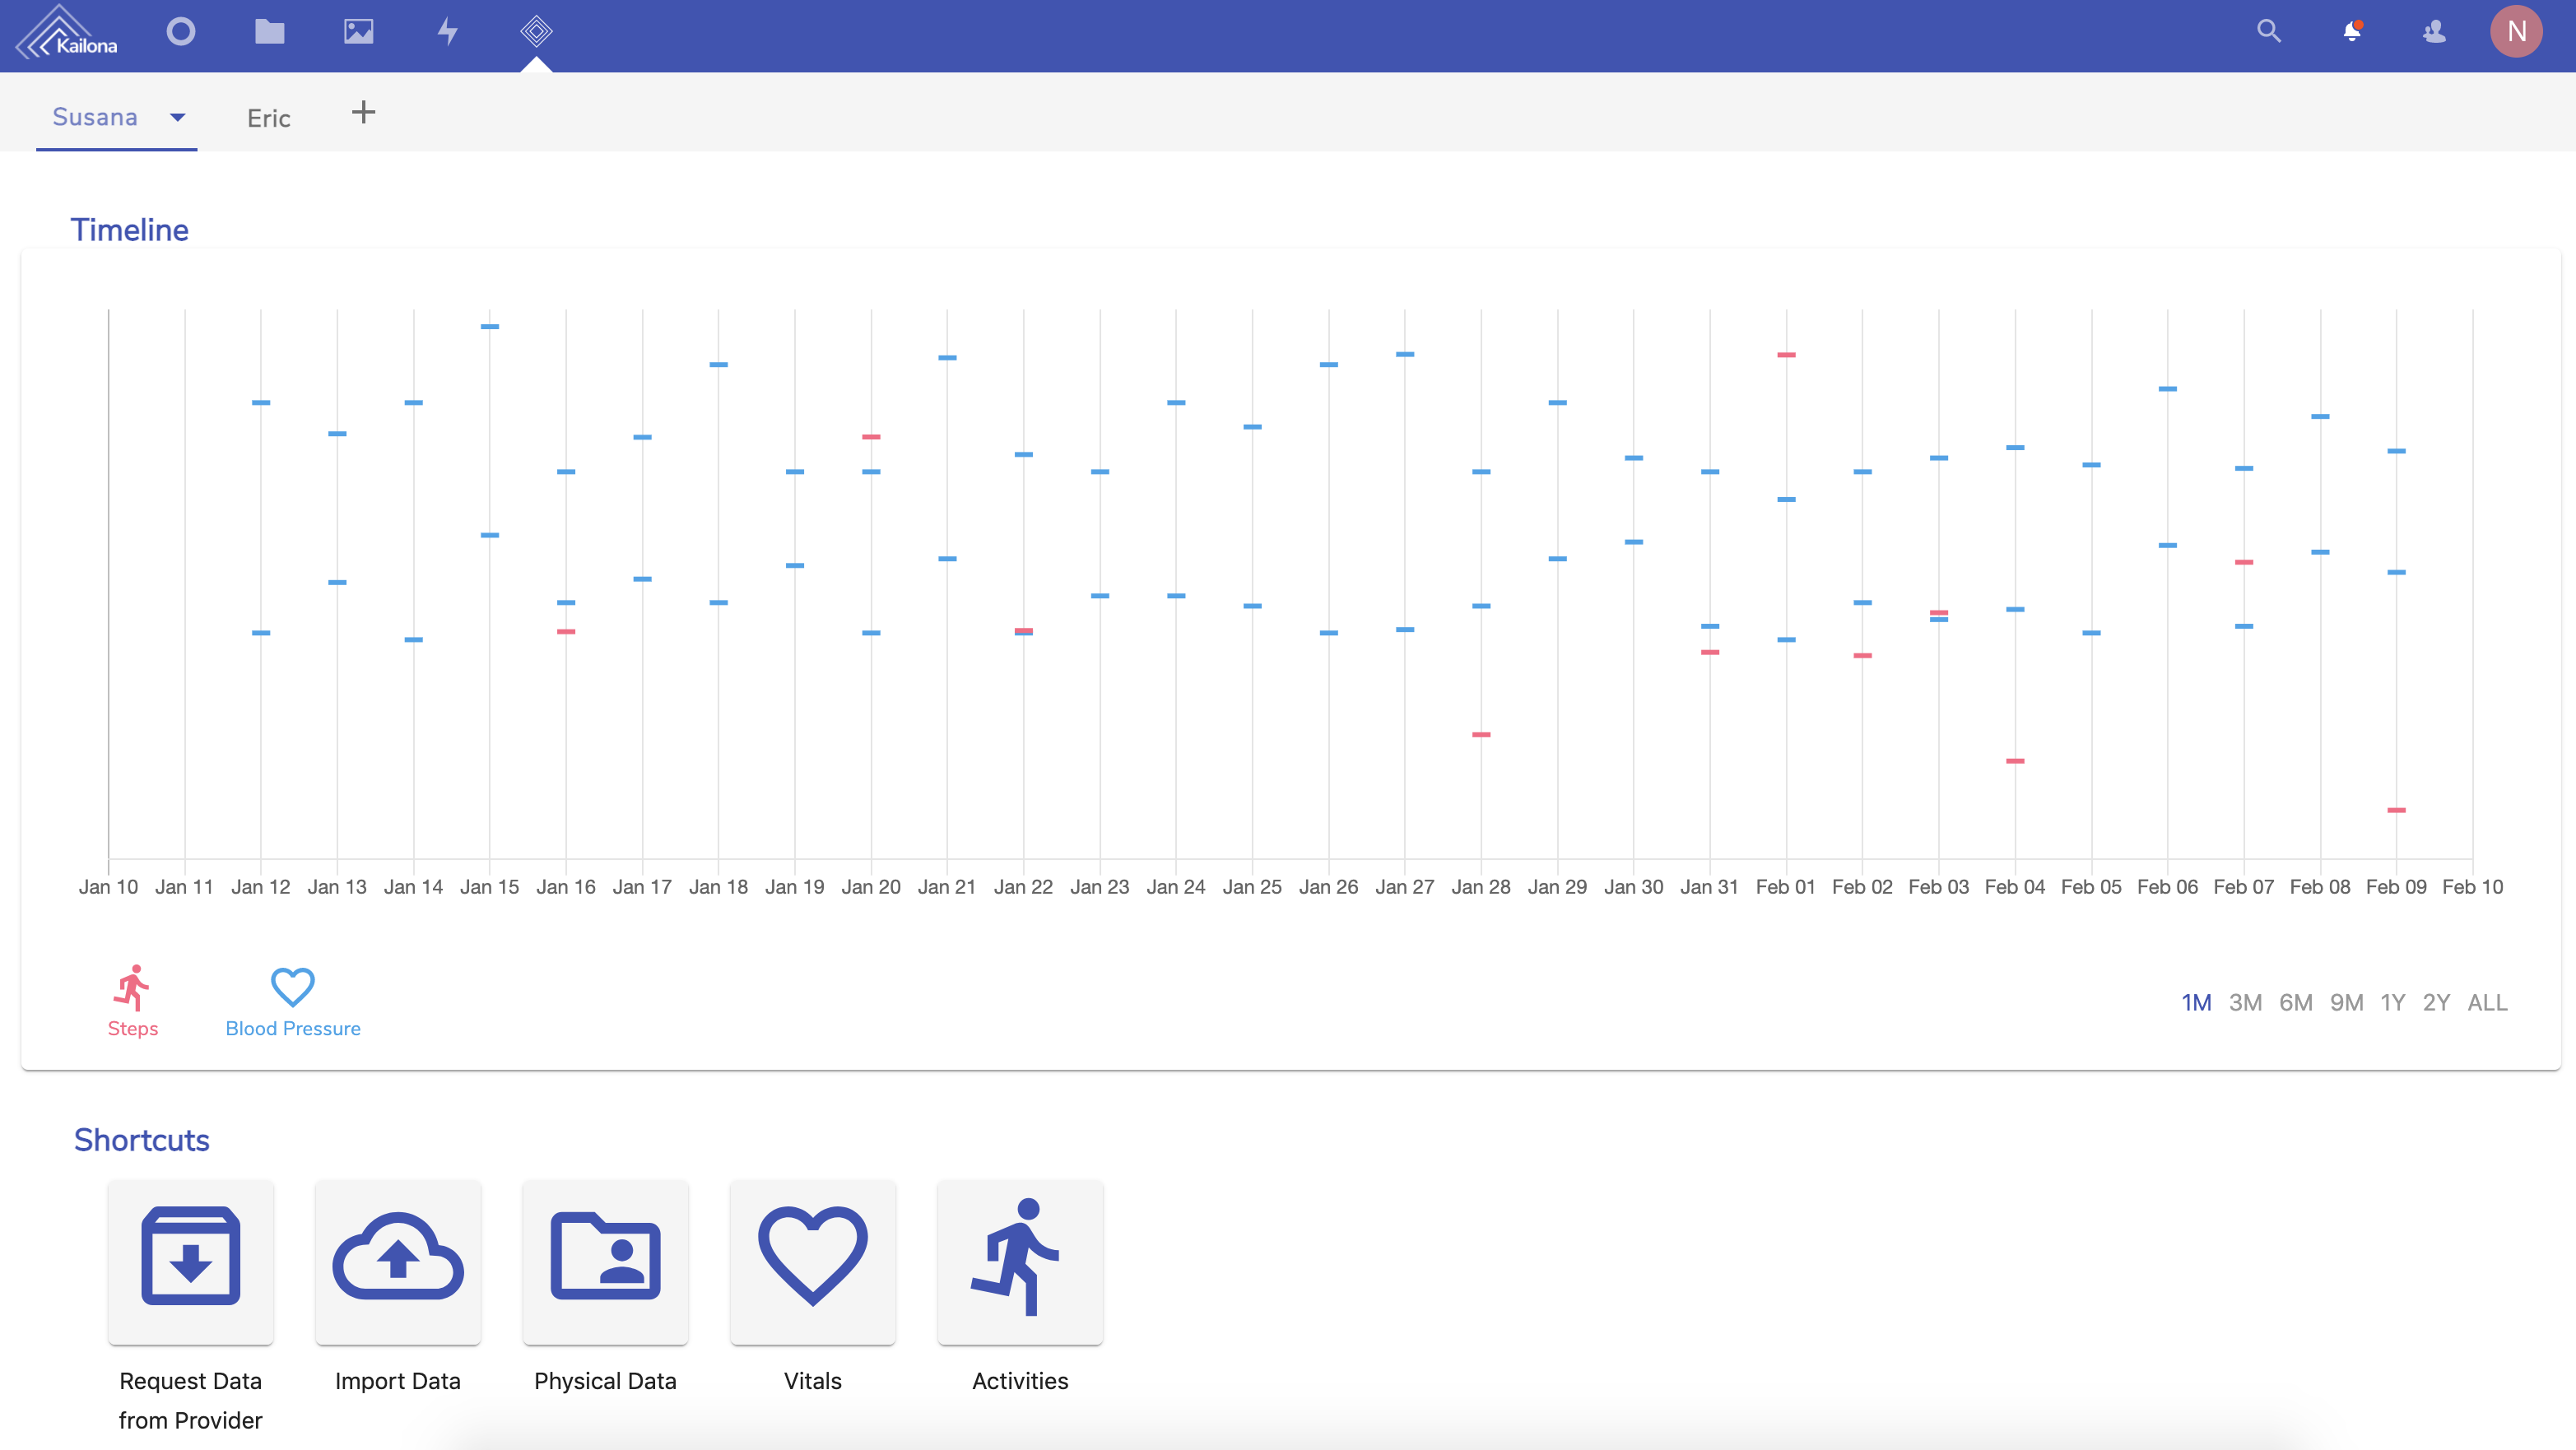 Kailona
N
Susana Eric
Timeline
Jan 10 Jan 11 Jan 12 Jan 13 Jan 14 Jan 15 Jan 16 Jan 17 Jan 18 Jan 19 Jan 20 Jan 21 Jan 22 Jan 23 Jan 24 Jan 25 Jan 26 Jan 27 Jan 28 Jan 29 Jan 30 Jan 31 Feb 01 Feb 02 Feb 03 Feb 04 Feb 05 Feb 06 Feb 07 Feb 08 Feb 09 Feb 10
Steps Blood Pressure
1M 3M 6M 9M 1Y 2Y ALL
Shortcuts
Request Data
from Provider
Import Data
Physical Data
Vitals
Activities